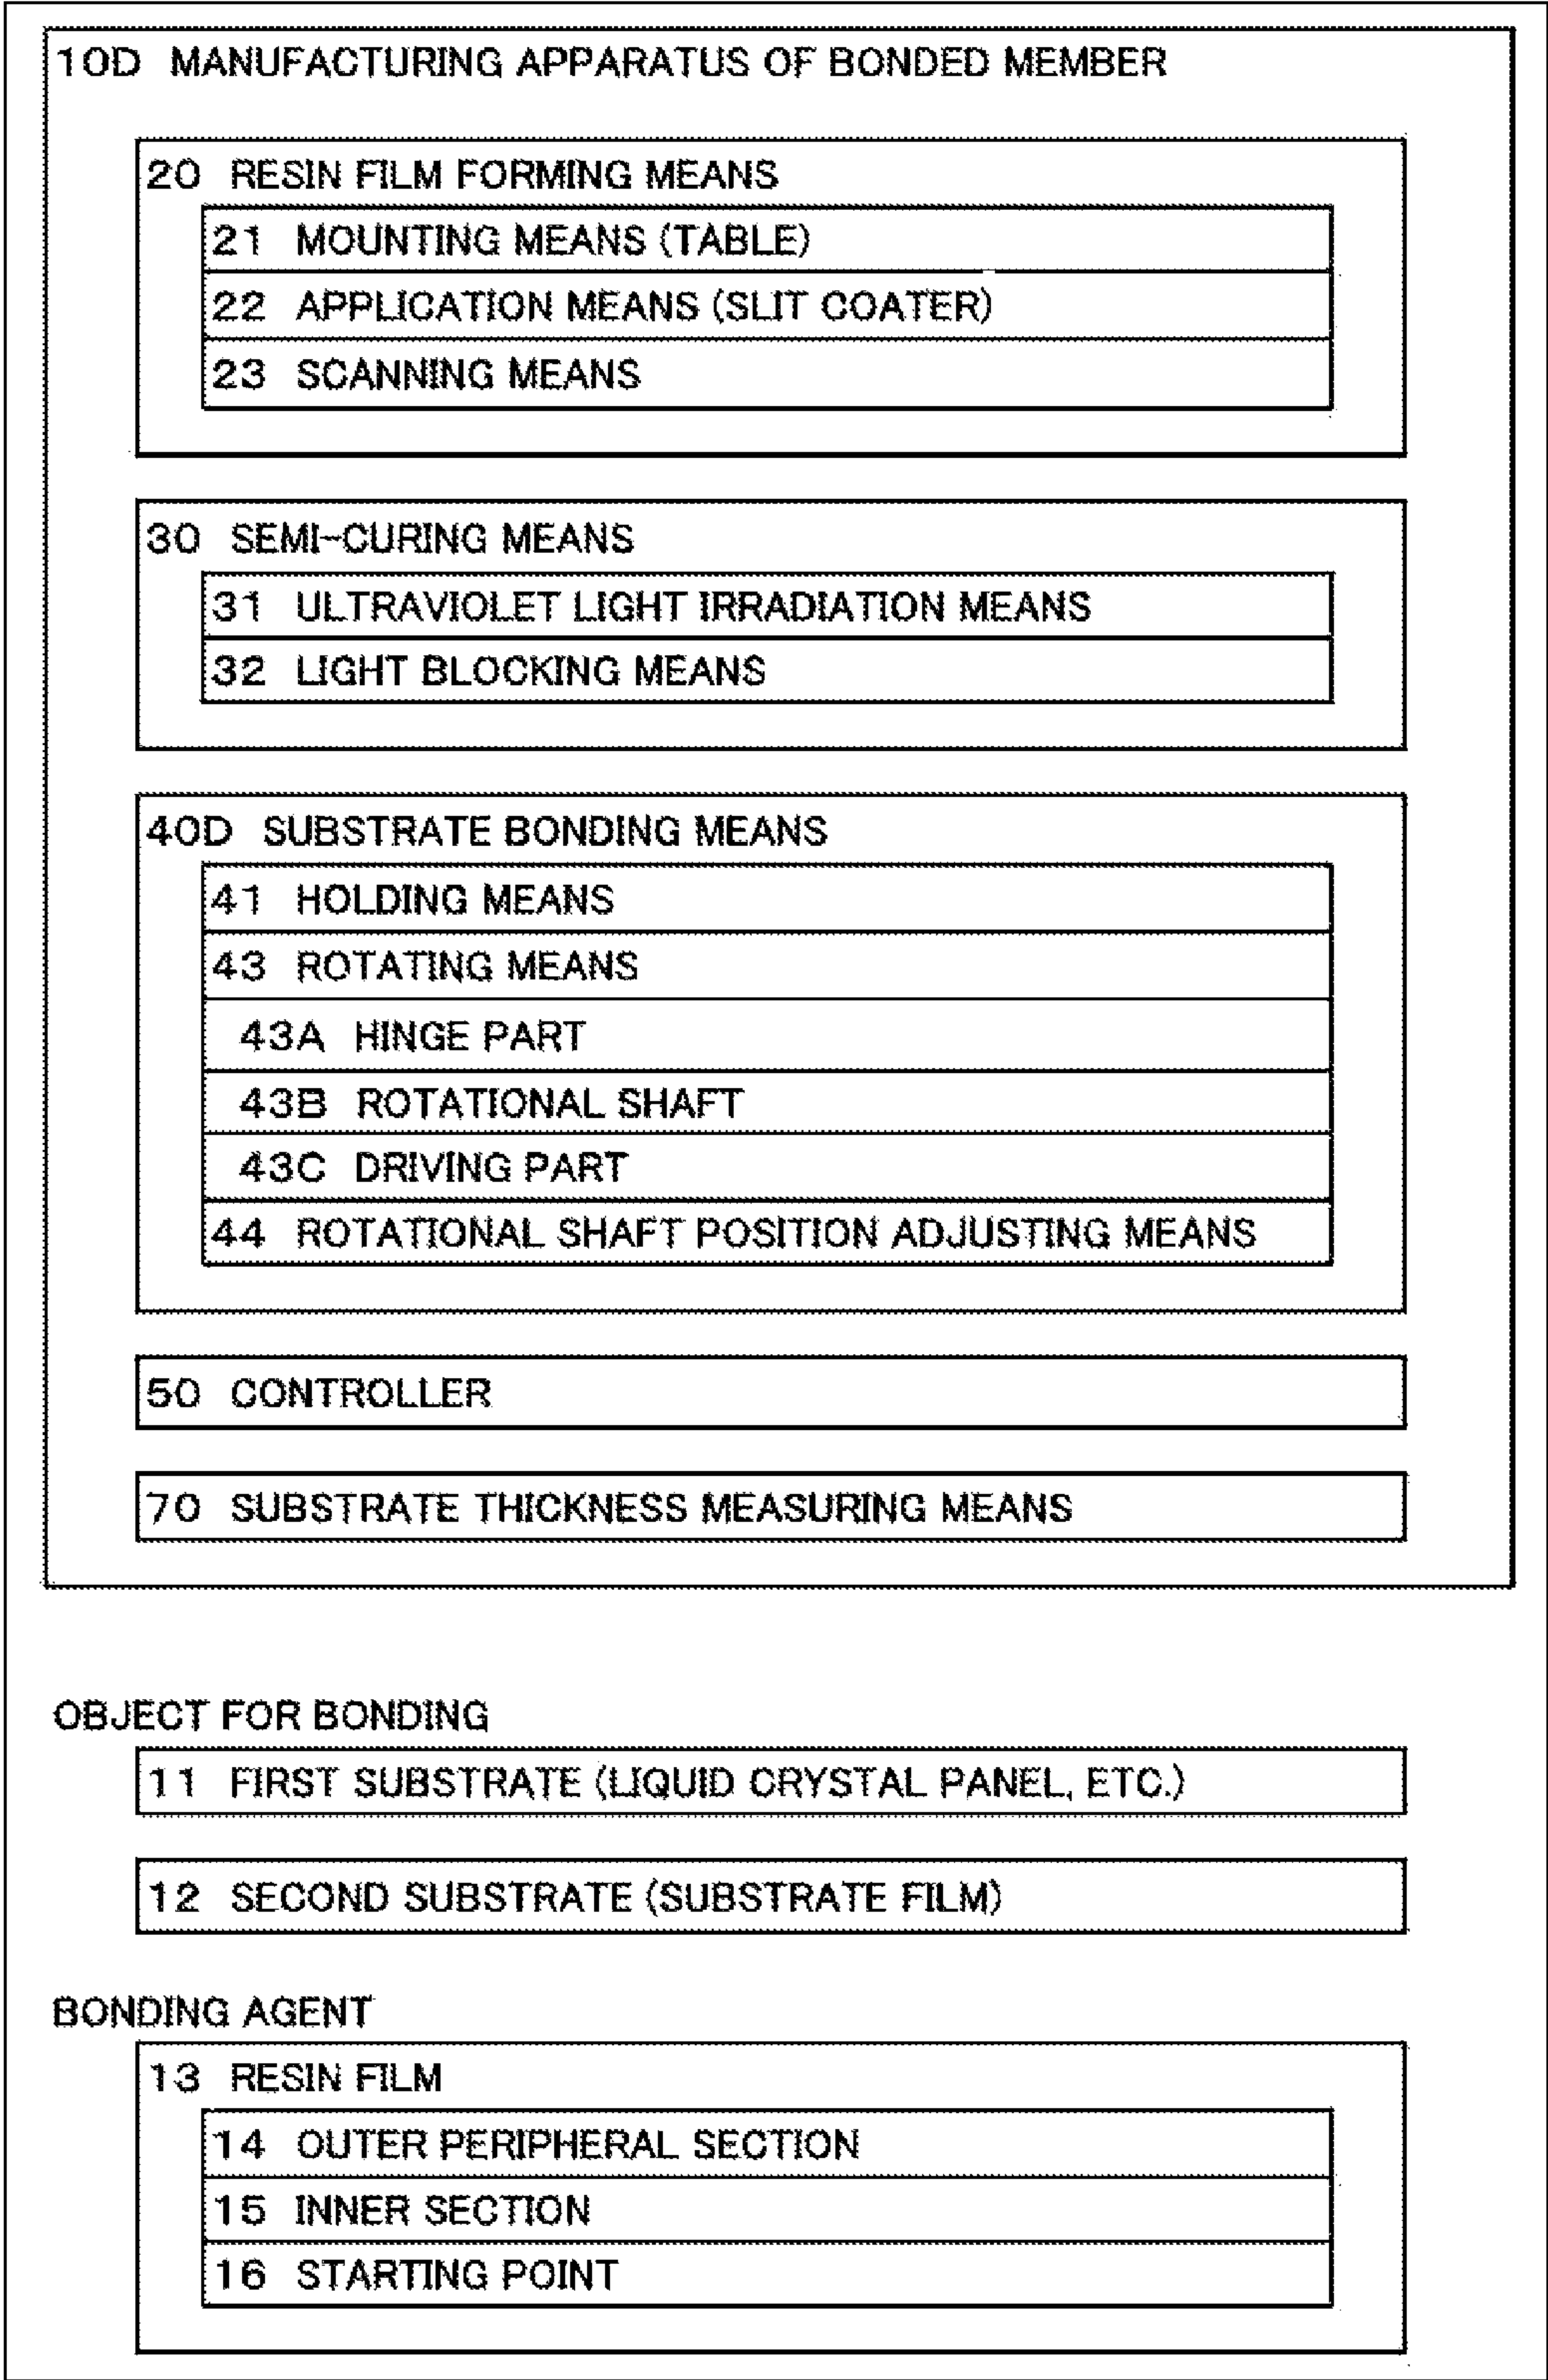 10D MANUFACTURING APPARATUS OF BONDED MEMBER
20 RESIN FILM FORMING MEANS
21 MOUNTING MEANS (TABLE)
22 APPLICATION MEANS (SLIT COATER)
23 SCANNING MEANS
30 SEMI-CURING MEANS
31 ULTRAVIOLET LIGHT IRRADIATION MEANS
32 LIGHT BLOCKING MEANS
40D SUBSTRATE BONDING MEANS
41 HOLDING MEANS
43 ROTATING MEANS
43A HINGE PART
43B ROTATIONAL SHAFT
43C DRIVING PART
44 ROTATIONAL SHAFT POSITION ADJUSTING MEANS
50 CONTROLLER
70 SUBSTRATE THICKNESS MEASURING MEANS
OBJECT FOR BONDING
11 FIRST SUBSTRATE (LIQUID CRYSTAL PANEL, ETC.)
12 SECOND SUBSTRATE (SUBSTRATE FILM)
BONDING AGENT
13 RESIN FILM
14 OUTER PERIPHERAL SECTION
15 INNER SECTION
16 STARTING POINT